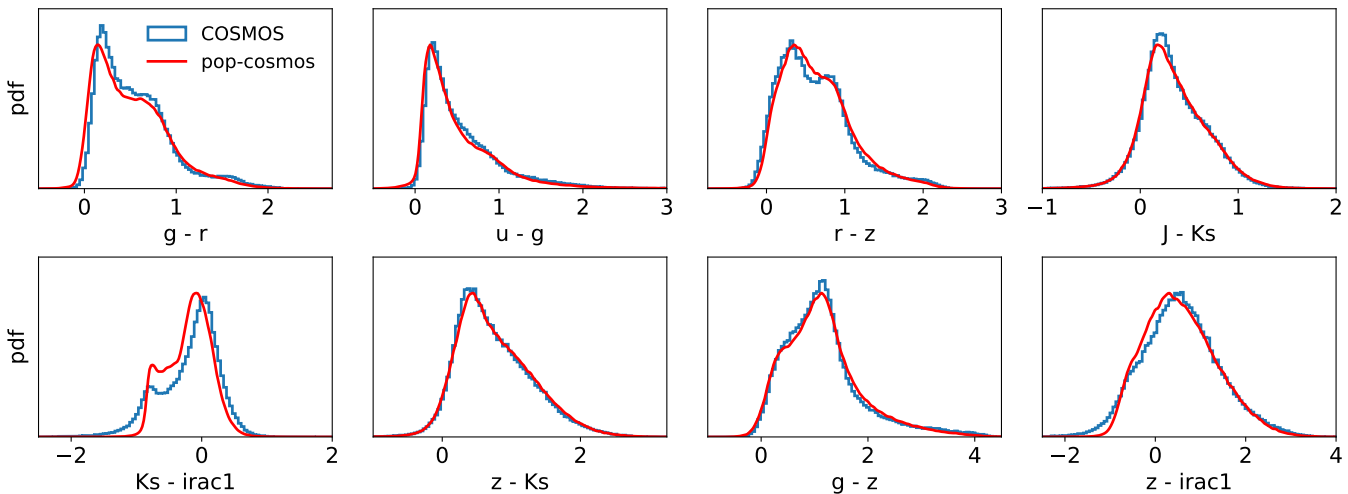 COSMOS
pop-cosmos
pdf
0 1 2
g - r
0 1 2 3
u - g
0 1 2 3
r - z
−1 0 1 2
J - Ks
pdf
−2 0 2
Ks - irac1
0 2
z - Ks
0 2 4
g - z
−2 0 2 4
z - irac1